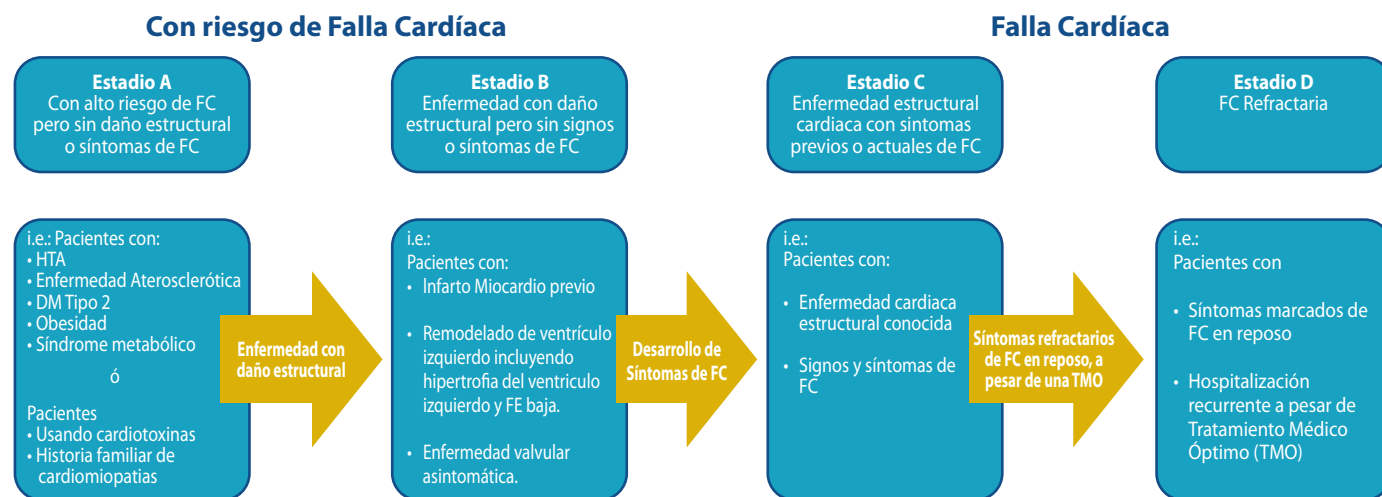 Con riesgo de Falla Cardíaca
Falla Cardíaca
Estadio A
Con alto riesgo de FC
pero sin daño estructural
o síntomas de FC
Estadio B
Enfermedad con daño
estructural pero sin signos
o síntomas de FC
Estadio C
Enfermedad estructural
cardiaca con sintomas
previos o actuales de FC
Estadio D
FC Refractaria
i.e.: Pacientes con:
• HTA
• Enfermedad Aterosclerótica
• DM Tipo 2
• Obesidad
• Síndrome metabólico
ó
Pacientes
• Usando cardiotoxinas
• Historia familiar de
cardiomiopatias
Enfermedad con
daño estructural
i.e.:
Pacientes con:
• Infarto Miocardio previo
• Remodelado de ventrículo
izquierdo incluyendo
hipertrofia del ventriculo
izquierdo y FE baja.
• Enfermedad valvular
asintomática.
Desarrollo de
Síntomas de FC
i.e.:
Pacientes con:
• Enfermedad cardiaca
estructural conocida
• Signos y síntomas de
FC
Síntomas refractarios
de FC en reposo, a
pesar de una TMO
i.e.:
Pacientes con
• Síntomas marcados de
FC en reposo
• Hospitalización
recurrente a pesar de
Tratamiento Médico
Óptimo (TMO)